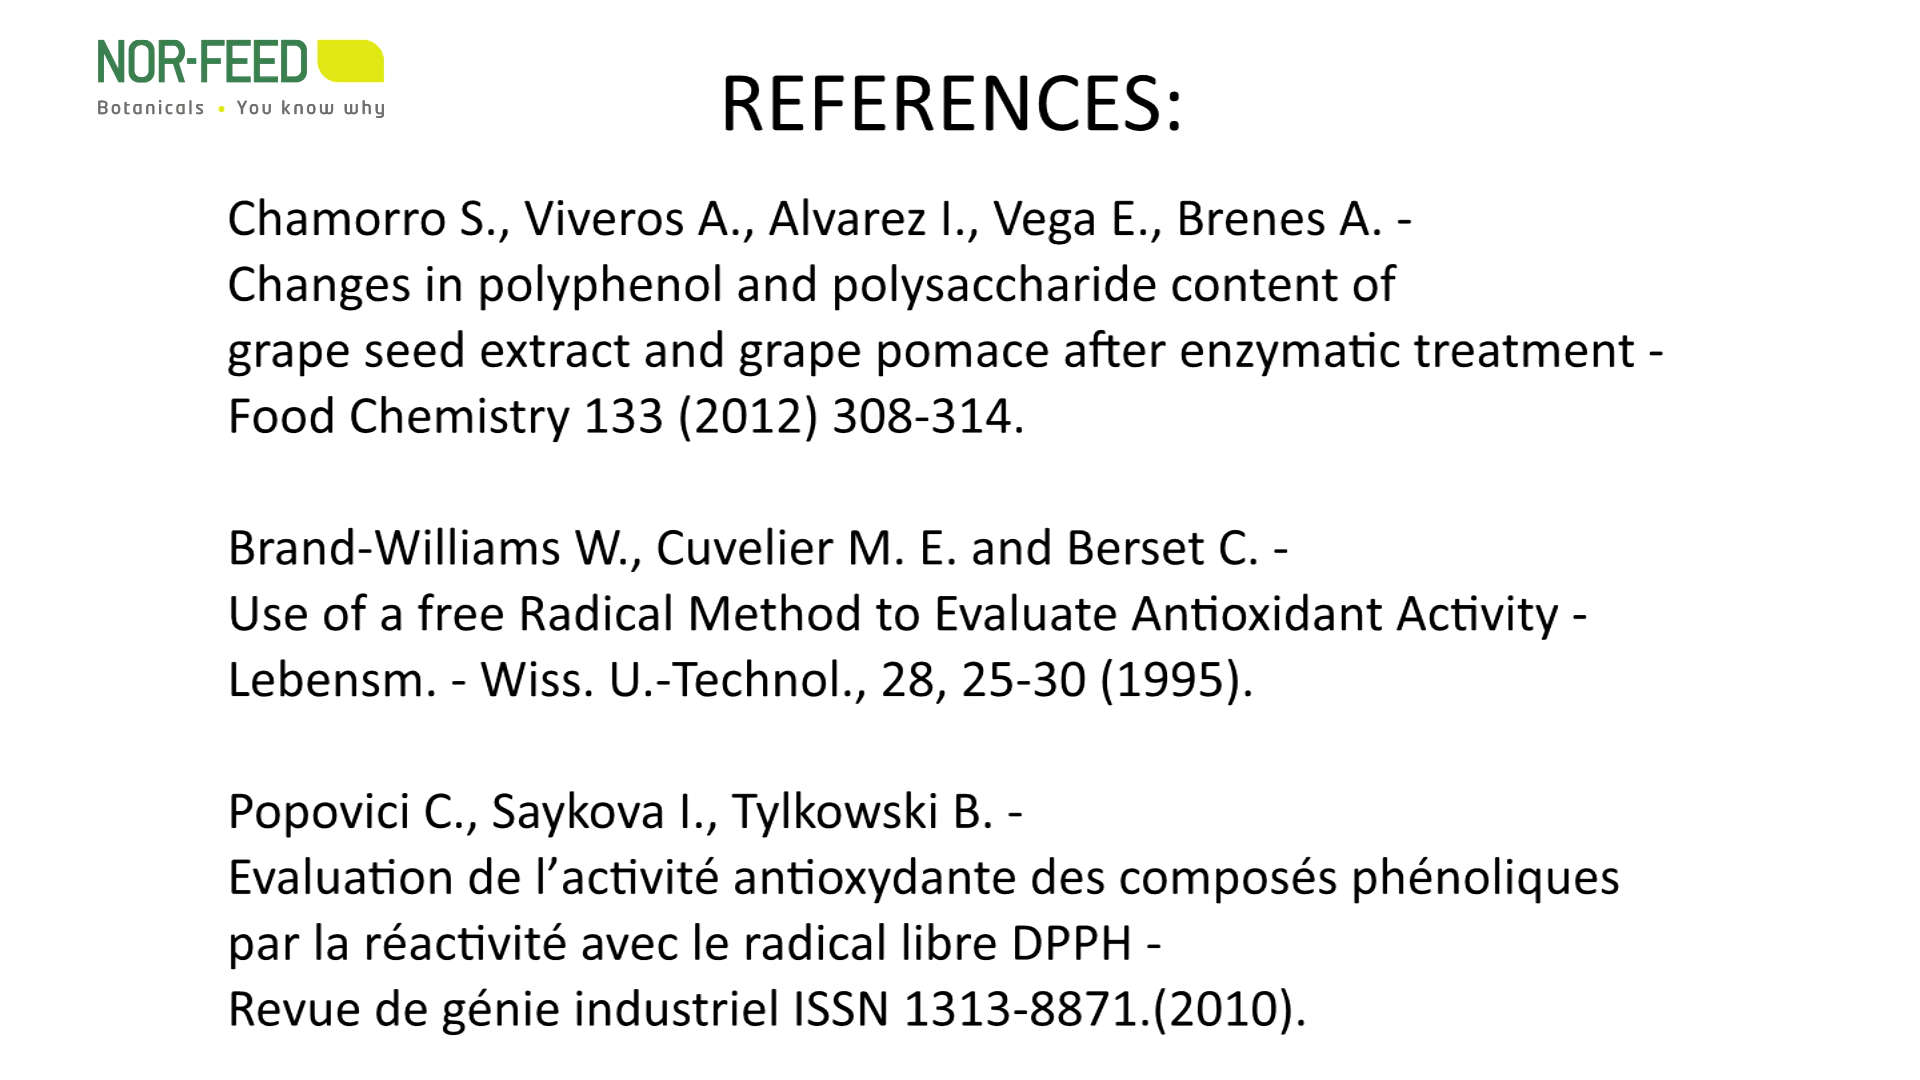 NOR-FEED
Botanicals • You know why
REFERENCES:
Chamorro S., Viveros A., Alvarez I., Vega E., Brenes A. -
Changes in polyphenol and polysaccharide content of
grape seed extract and grape pomace after enzymatic treatment -
Food Chemistry 133 (2012) 308-314.
Brand-Williams W., Cuvelier M. E. and Berset C. -
Use of a free Radical Method to Evaluate Antioxidant Activity -
Lebensm. - Wiss. U.-Technol., 28, 25-30 (1995).
Popovici C., Saykova I., Tylkowski B. -
Evaluation de l’activité antioxydante des composés phénoliques
par la réactivité avec le radical libre DPPH -
Revue de génie industriel ISSN 1313-8871.(2010).